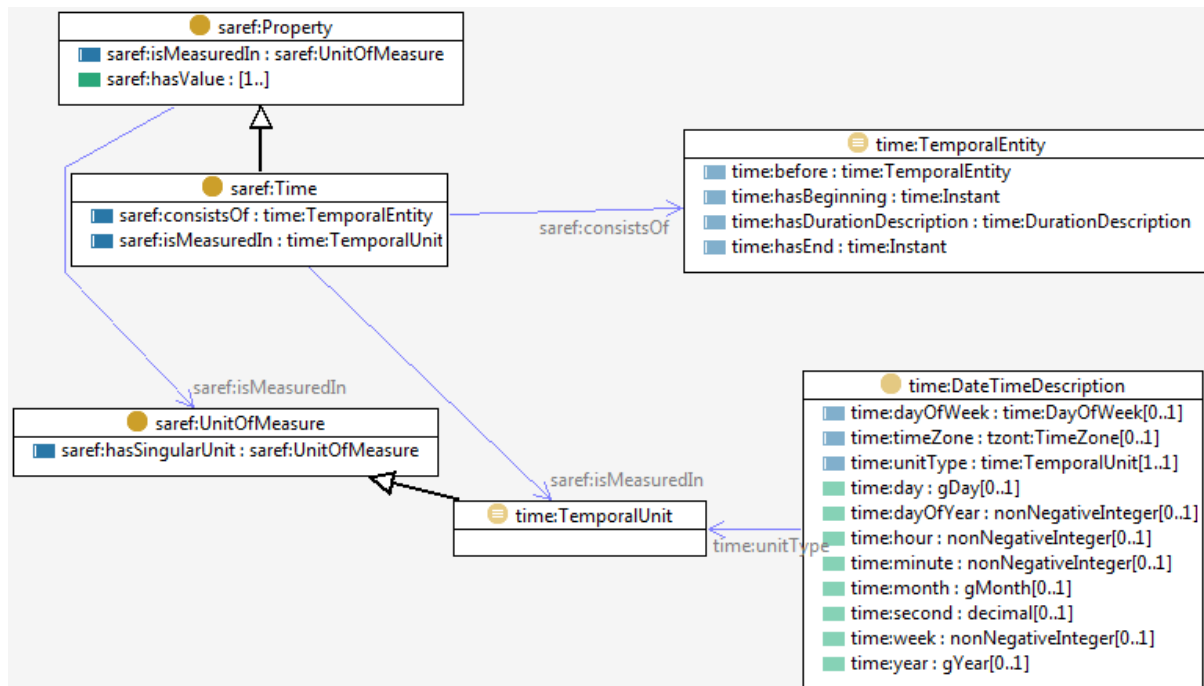 saref:Property
saref:isMeasuredIn : saref:UnitOfMeasure
saref:hasValue : [1..]
saref:Time
saref:consistsOf : time:TemporalEntity
saref:isMeasuredIn : time:TemporalUnit
saref:consistsOf
time:TemporalEntity
time:before : time:TemporalEntity
time:hasBeginning : time:Instant
time:hasDurationDescription : time:DurationDescription
time:hasEnd : time:Instant
saref:isMeasuredIn
saref:UnitOfMeasure
saref:hasSingularUnit : saref:UnitOfMeasure
saref:isMeasuredIn
time:TemporalUnit
time:unitType
time:DateTimeDescription
time:dayOfWeek : time:DayOfWeek[0..1]
time:timeZone : tzont:TimeZone[0..1]
time:unitType : time:TemporalUnit[1..1]
time:day : gDay[0..1]
time:dayOfYear : nonNegativeInteger[0..1]
time:hour : nonNegativeInteger[0..1]
time:minute : nonNegativeInteger[0..1]
time:month : gMonth[0..1]
time:second : decimal[0..1]
time:week : nonNegativeInteger[0..1]
time:year : gYear[0..1]